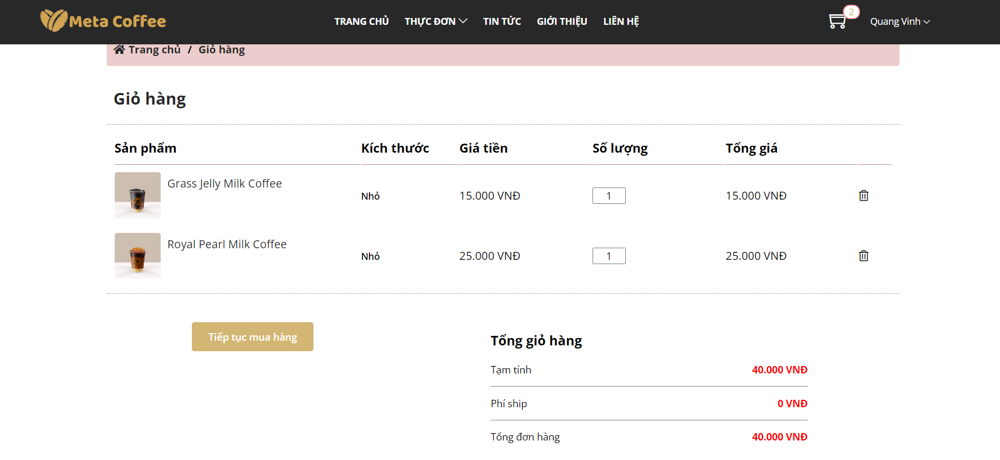 Meta Coffee
TRANG CHỦ THỰC ĐƠN TIN TỨC GIỚI THIỆU LIÊN HỆ
2
Quang Vinh
Trang chủ / Giỏ hàng
Giỏ hàng
Sản phẩm Kích thước Giá tiền Số lượng Tổng giá
Grass Jelly Milk Coffee
Nhỏ 15.000 VNĐ 1 15.000 VNĐ
Royal Pearl Milk Coffee
Nhỏ 25.000 VNĐ 1 25.000 VNĐ
Tiếp tục mua hàng
Tổng giỏ hàng
Tạm tính 40.000 VNĐ
Phí ship 0 VNĐ
Tổng đơn hàng 40.000 VNĐ